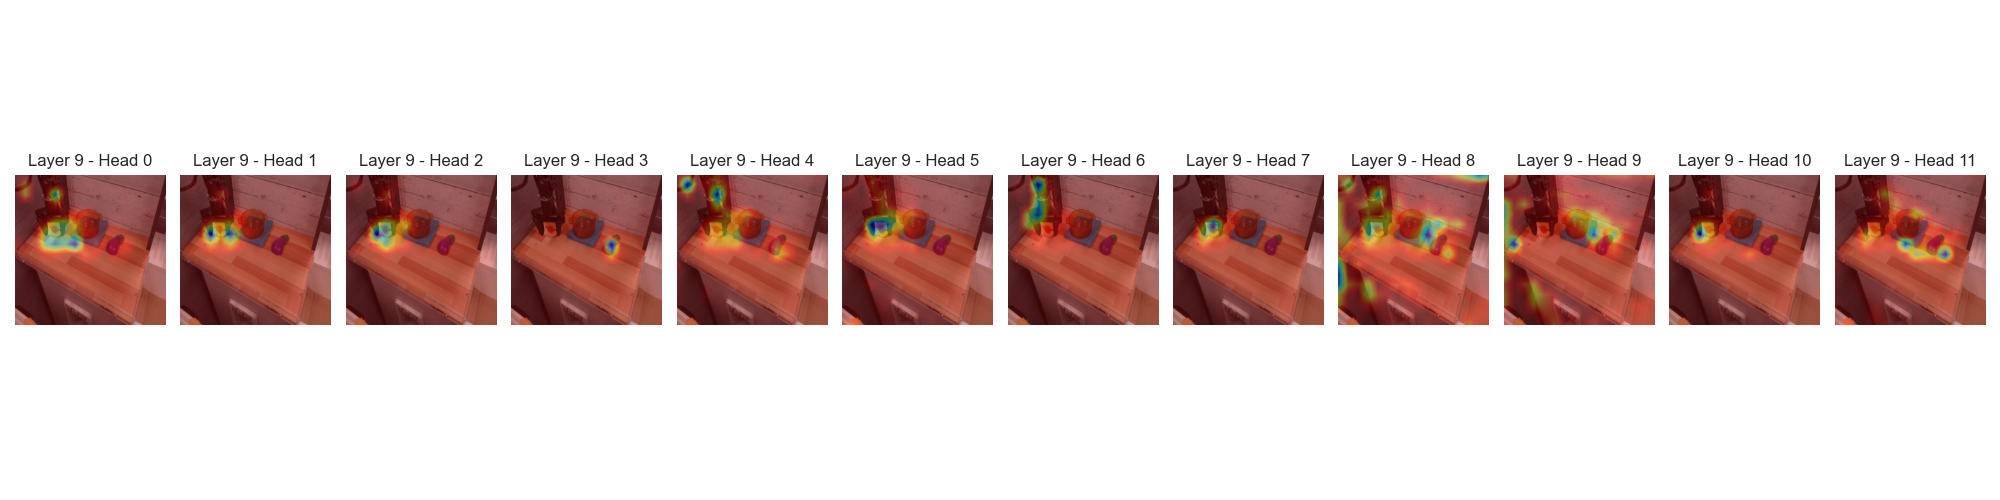 Layer 9 - Head 0
Layer 9 - Head 1
Layer 9 - Head 2
Layer 9 - Head 3
Layer 9 - Head 4
Layer 9 - Head 5
Layer 9 - Head 6
Layer 9 - Head 7
Layer 9 - Head 8
Layer 9 - Head 9
Layer 9 - Head 10
Layer 9 - Head 11